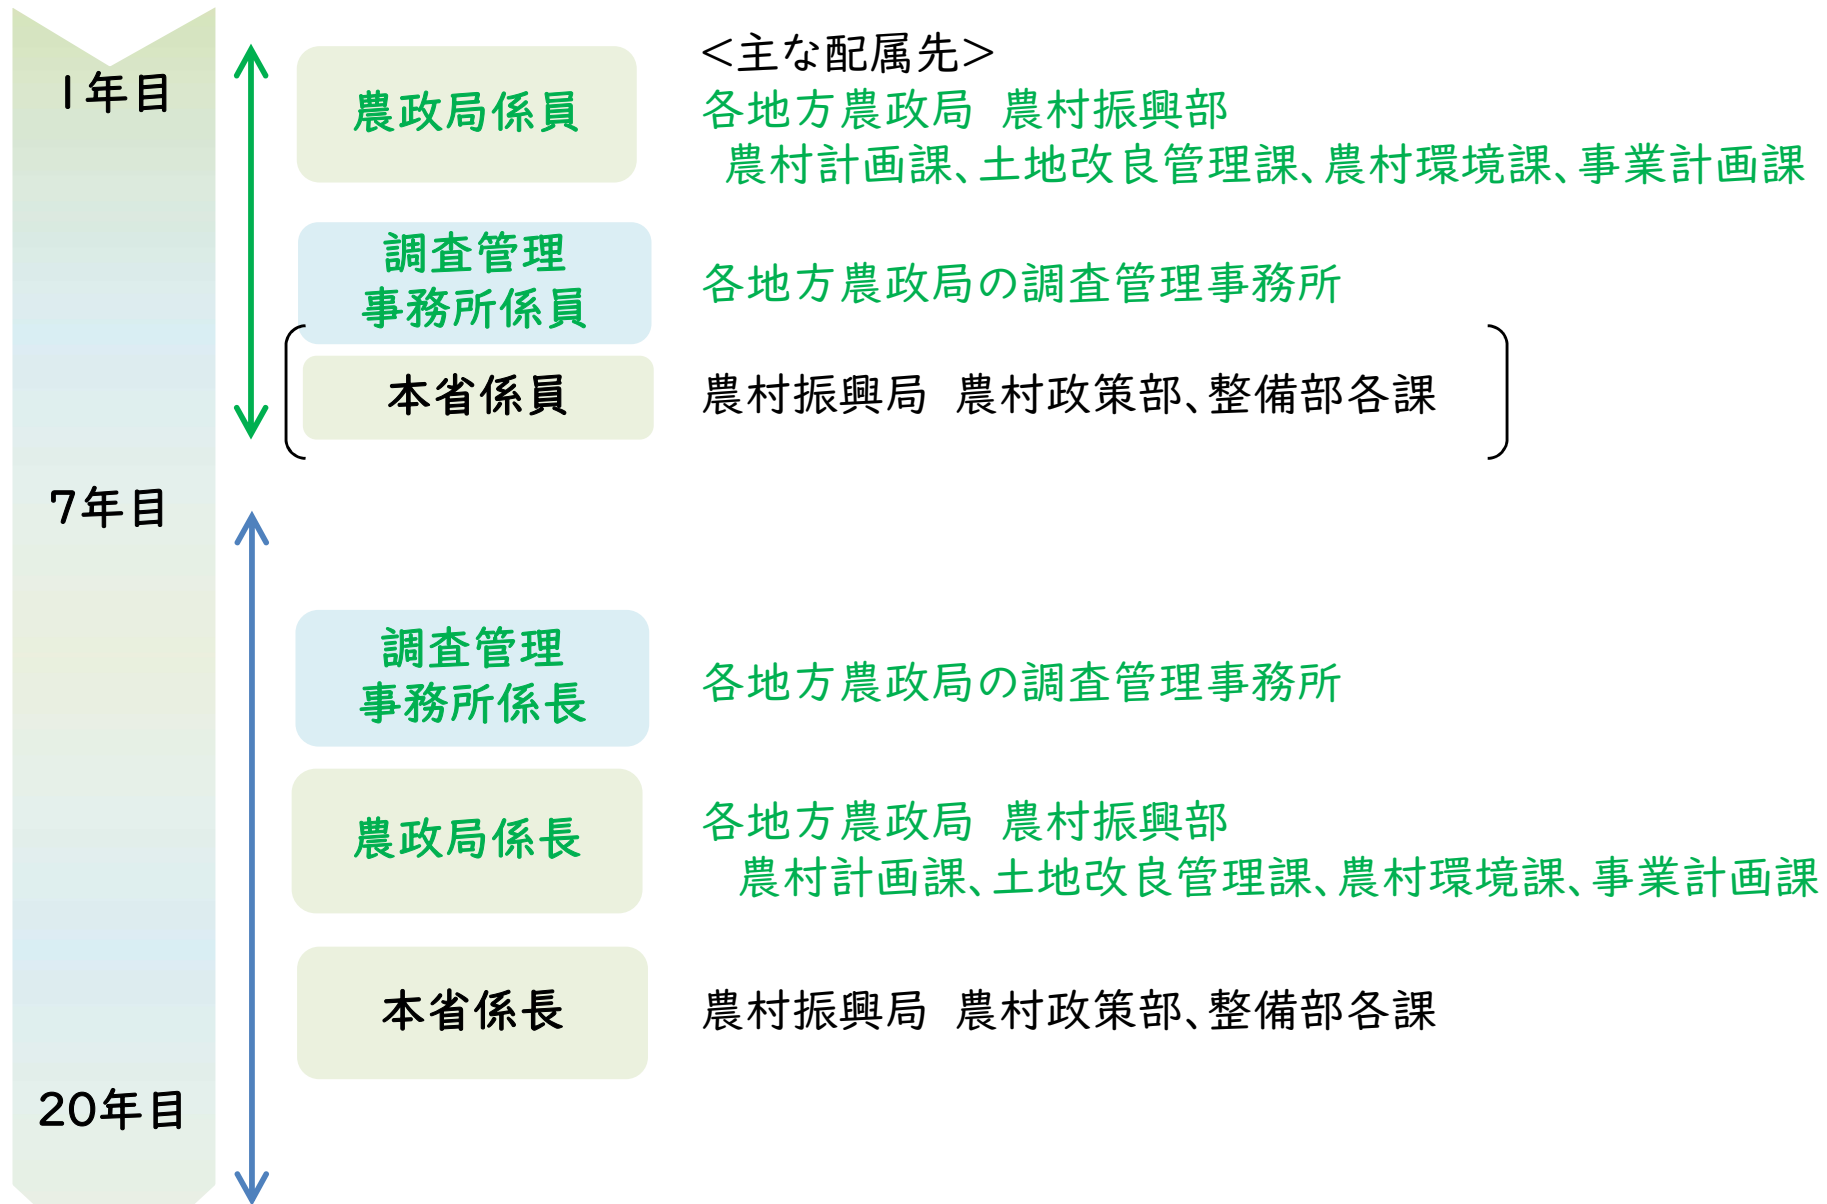 ＜主な配属先＞
1年目
農政局係員
各地方農政局　農村振興部
農村計画課、土地改良管理課、農村環境課、事業計画課
調査管理
事務所係員
各地方農政局の調査管理事務所
本省係員
農村振興局　農村政策部、整備部各課
7年目
調査管理
事務所係長
各地方農政局の調査管理事務所
農政局係長
各地方農政局　農村振興部
農村計画課、土地改良管理課、農村環境課、事業計画課
本省係長
農村振興局　農村政策部、整備部各課
20年目